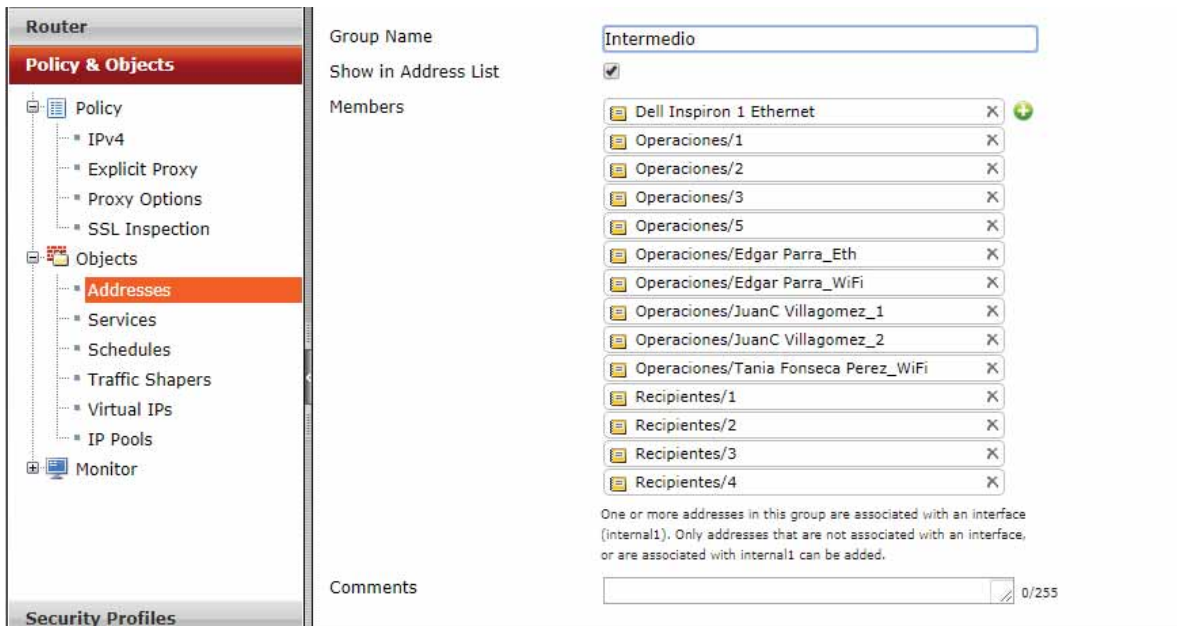 Router
Policy & Objects
Policy
IPv4
Explicit Proxy
Proxy Options
SSL Inspection
Objects
Addresses
Services
Schedules
Traffic Shapers
Virtual IPs
IP Pools
Monitor
Security Profiles
Group Name
Intermedio
Show in Address List
Members
Dell Inspiron 1 Ethernet
Operaciones/1
Operaciones/2
Operaciones/3
Operaciones/5
Operaciones/Edgar Parra_Eth
Operaciones/Edgar Parra_WiFi
Operaciones/JuanC Villagomez_1
Operaciones/JuanC Villagomez_2
Operaciones/Tania Fonseca Perez_WiFi
Recipientes/1
Recipientes/2
Recipientes/3
Recipientes/4
One or more addresses in this group are associated with an interface
(internal1). Only addresses that are not associated with an interface,
or are associated with internal1 can be added.
Comments
0/255